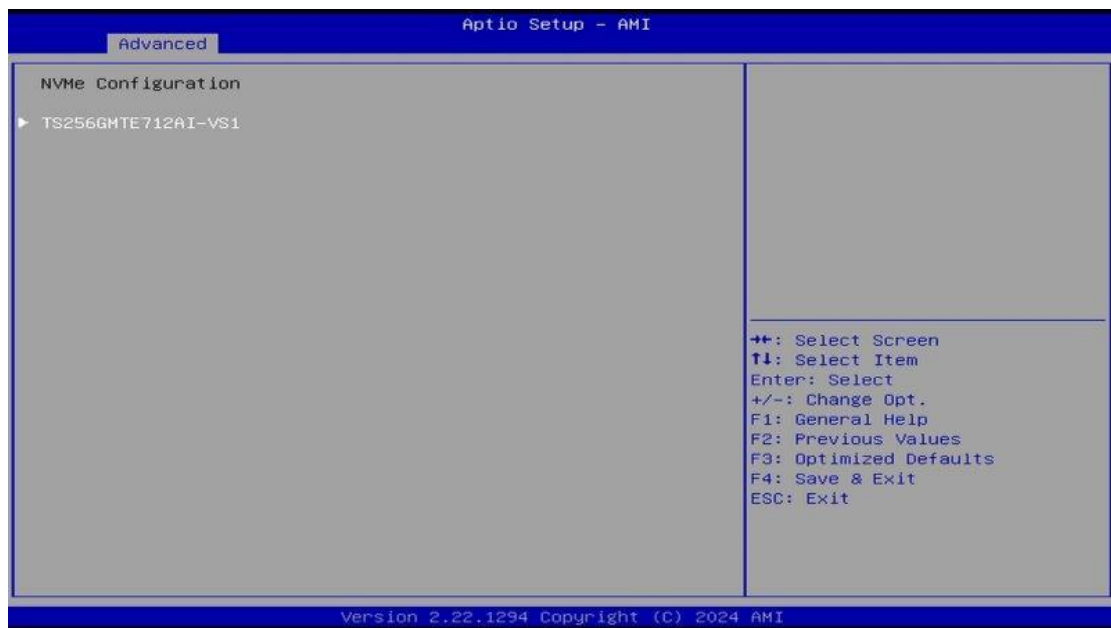 Aptio Setup – AMI
Advanced
NVMe Configuration
► TS256GMTE712AI-VS1
→←: Select Screen
↑↓: Select Item
Enter: Select
+/-: Change Opt.
F1: General Help
F2: Previous Values
F3: Optimized Defaults
F4: Save & Exit
ESC: Exit
Version 2.22.1294 Copyright (C) 2024 AMI